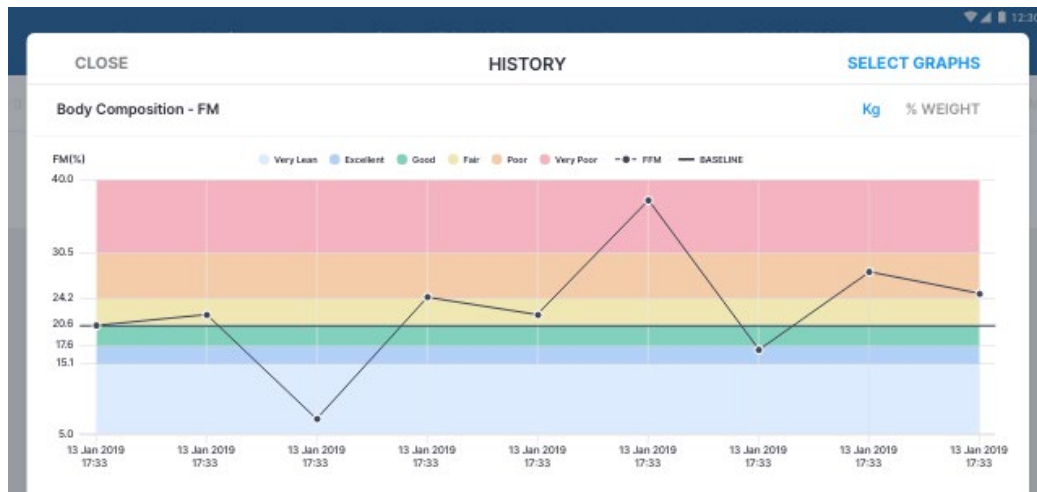 12:30
CLOSE HISTORY SELECT GRAPHS
Body Composition - FM Kg % WEIGHT
FM(%) Very Lean Excellent Good Fair Poor Very Poor FFM BASELINE
40.0
30.5
24.2
20.6
17.6
15.1
5.0
13 Jan 2019 13 Jan 2019 13 Jan 2019 13 Jan 2019 13 Jan 2019 13 Jan 2019 13 Jan 2019 13 Jan 2019 13 Jan 2019
17:33 17:33 17:33 17:33 17:33 17:33 17:33 17:33 17:33